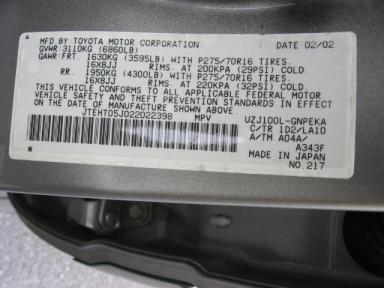 MFD BY: TOYOTA MOTOR CORPORATION DATE 02/02
GVWR: 3110KG (6860LB)
GAWR: FRT. 1630KG (3595LB) WITH P275/70R16 TIRES.
16X8JJ RIMS. AT 200KPA (29PSI) COLD.
RR. 1950KG (4300LB) WITH P275/70R16 TIRES.
16X8JJ RIMS. AT 220KPA (32PSI) COLD.
THIS VEHICLE CONFORMS TO ALL APPLICABLE FEDERAL MOTOR
VEHICLE SAFETY AND BUMPER STANDARDS IN EFFECT
ON THE DATE OF MANUFACTURE SHOWN ABOVE.
JTEHT05J022022398 MPV UZJ100L-GNPEKA
C/TR 1D2/LA10
A/TM A04A/
A343F
MADE IN JAPAN
NO.217